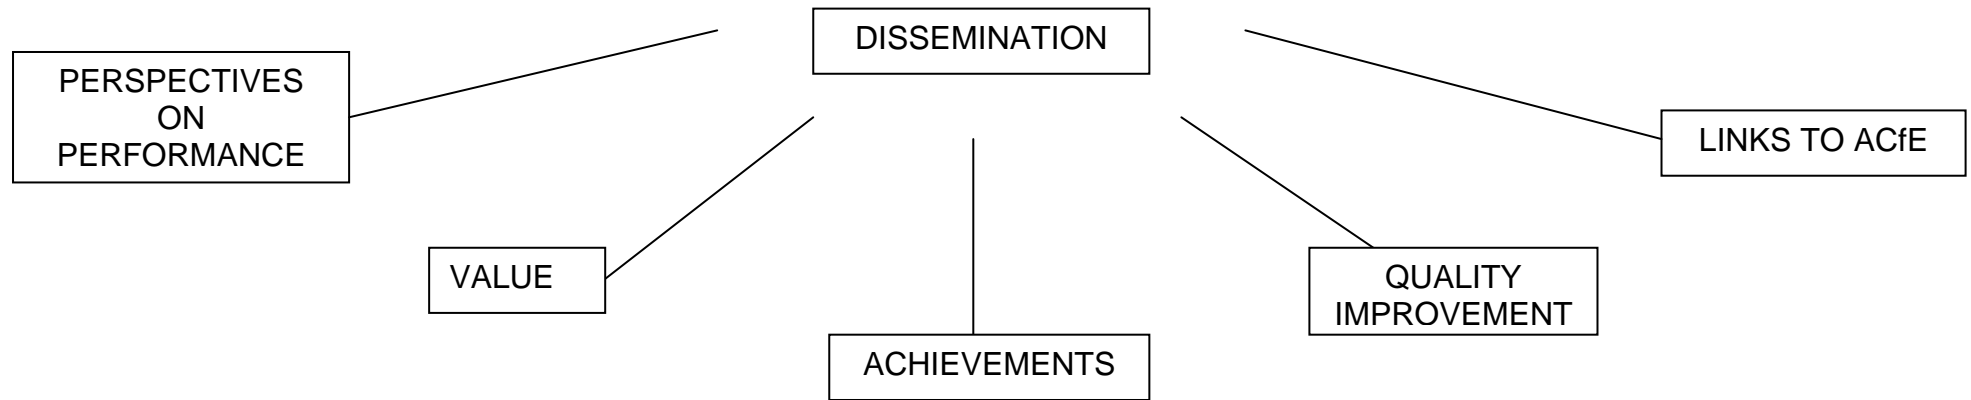 DISSEMINATION
PERSPECTIVES
ON
PERFORMANCE
LINKS TO ACfE
VALUE
QUALITY
IMPROVEMENT
ACHIEVEMENTS